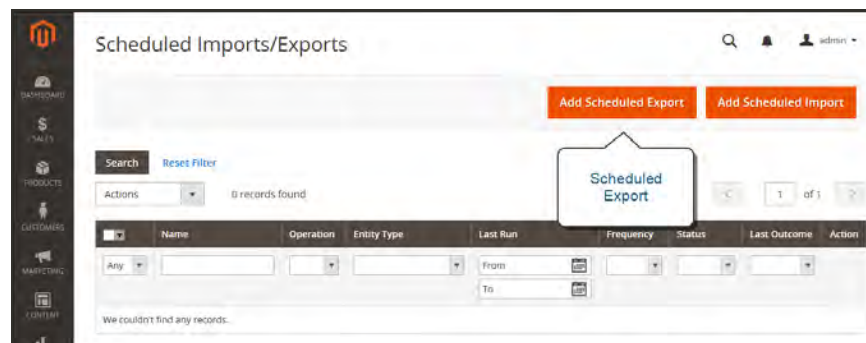 Scheduled Imports/Exports
admin
DASHBOARD
Add Scheduled Export Add Scheduled Import
$
SALES
Search Reset Filter
Scheduled
Export
PRODUCTS
Actions 0 records found
< 1 of 1 >
CUSTOMERS
Name Operation Entity Type Last Run Frequency Status Last Outcome Action
MARKETING
Any From
To
CONTENT
We couldn't find any records.